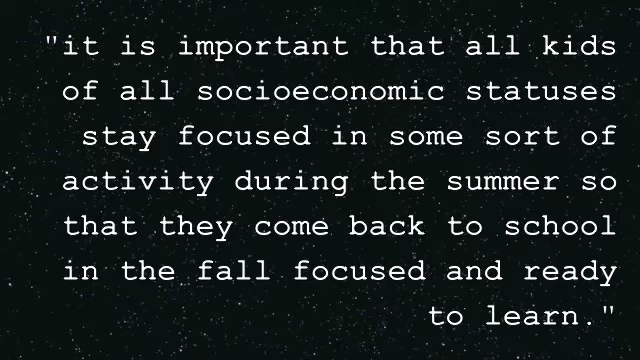 "it is important that all kids
of all socioeconomic statuses
stay focused in some sort of
activity during the summer so
that they come back to school
in the fall focused and ready
to learn."